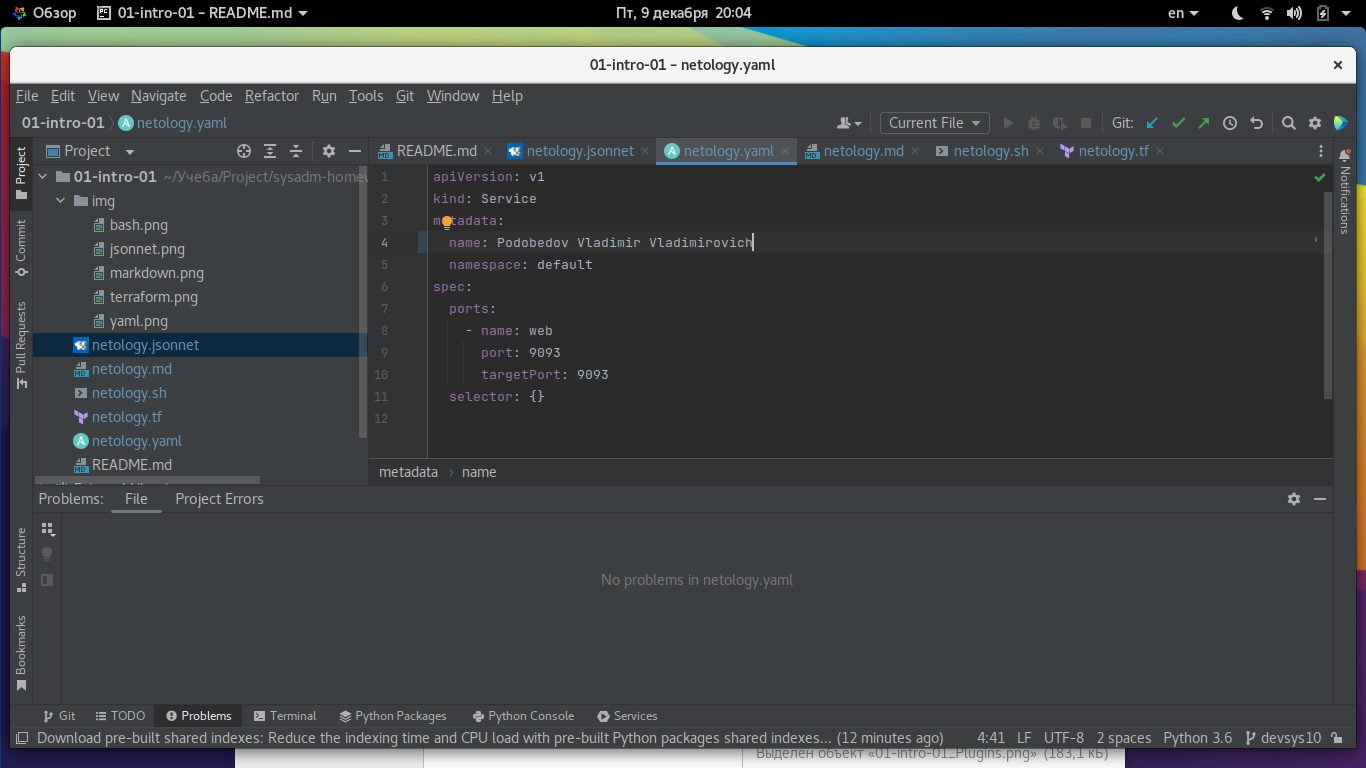 Обзор 01-intro-01 – README.md Пт, 9 декабря 20:04 en
01-intro-01 – netology.yaml
File Edit View Navigate Code Refactor Run Tools Git Window Help
01-intro-01 netology.yaml Current File Git:
Project
Project
README.md netology.jsonnet netology.yaml netology.md netology.sh netology.tf
01-intro-01 ~/Учеба/Project/sysadm-homew
img
bash.png
jsonnet.png
markdown.png
terraform.png
yaml.png
netology.jsonnet
netology.md
netology.sh
netology.tf
netology.yaml
README.md
Commit
Pull Requests
Structure
Bookmarks
1 apiVersion: v1
2 kind: Service
3 metadata:
4 name: Podobedov Vladimir Vladimirovich
5 namespace: default
6 spec:
7 ports:
8 - name: web
9 port: 9093
10 targetPort: 9093
11 selector: {}
12
metadata › name
Notifications
Problems: File Project Errors
No problems in netology.yaml
Git TODO Problems Terminal Python Packages Python Console Services
Download pre-built shared indexes: Reduce the indexing time and CPU load with pre-built Python packages shared indexes... (12 minutes ago) 4:41 LF UTF-8 2 spaces Python 3.6 devsys10
Выделен объект «01-intro-01_Plugins.png» (183,1 кБ)